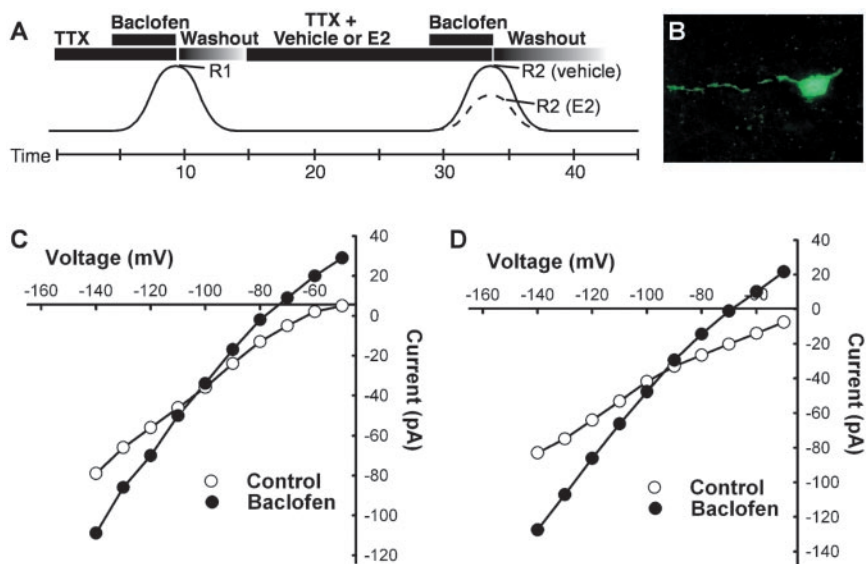 A
TTX
Baclofen
Washout
TTX +
Vehicle or E2
Baclofen
Washout
R1
R2 (vehicle)
R2 (E2)
Time
10
20
30
40
B
C
Voltage (mV)
-160
-140
-120
-100
-80
-60
40
20
0
-20
-40
-60
-80
-100
-120
Current (pA)
Control
Baclofen
D
Voltage (mV)
-160
-140
-120
-100
-80
-60
40
20
0
-20
-40
-60
-80
-100
-120
-140
Current (pA)
Control
Baclofen